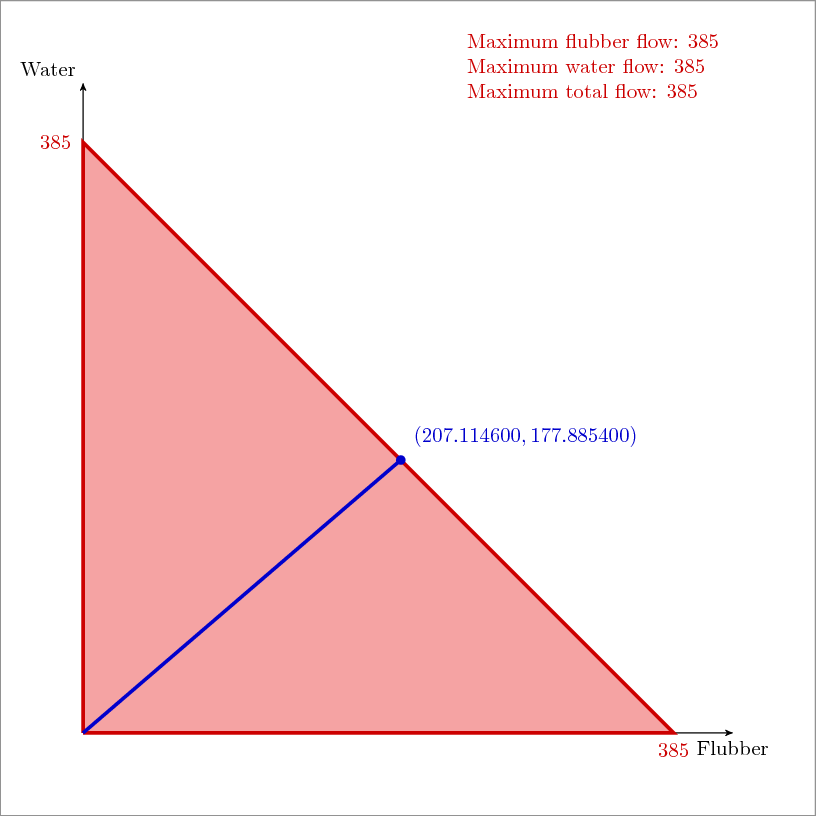 Maximum flubber flow: 385
Maximum water flow: 385
Maximum total flow: 385
Water
385
(207.114600, 177.885400)
385 Flubber